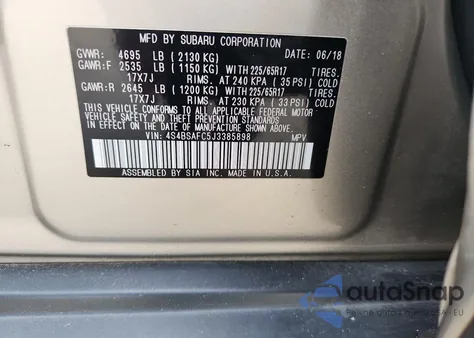 MFD. BY SUBARU CORPORATION DATE: 06/18
GVWR: 4695 LB ( 2130 KG)
GAWR:F 2535 LB ( 1150 KG) WITH 225/65R17 TIRES.
17X7J RIMS. AT 240 KPA ( 35 PSI) COLD
GAWR:R 2645 LB ( 1200 KG) WITH 225/65R17 TIRES.
17X7J RIMS. AT 230 KPA ( 33 PSI) COLD
THIS VEHICLE CONFORMS TO ALL APPLICABLE FEDERAL MOTOR
VEHICLE SAFETY AND THEFT PREVENTION STANDARDS IN EFFECT
ON THE DATE OF MANUFACTURE SHOWN ABOVE.
VIN: 4S4BSAFC5J3385898 MPV
ASSEMBLED BY SIA INC. MADE IN U.S.A.
autoSnap